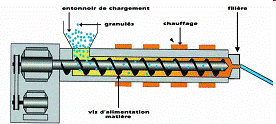 entonnoir de chargement
granulés
chauffage
filière
vis d'alimentation
matière